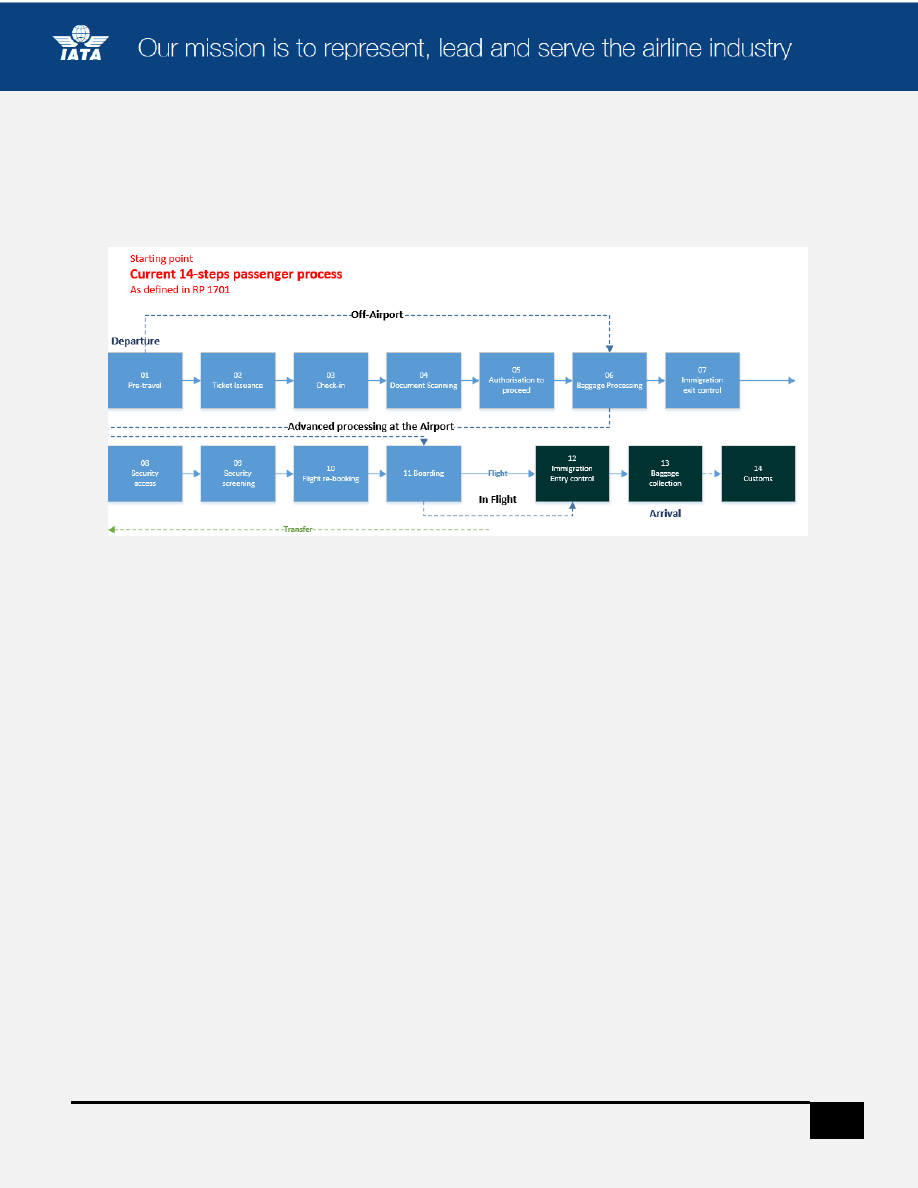 IATA
Our mission is to represent, lead and serve the airline industry
Starting point
Current 14-steps passenger process
As defined in RP 1701
Off-Airport
Departure
01
Pre-travel
02
Ticket Issuance
03
Check-in
04
Document Scanning
05
Authorisation to
proceed
06
Baggage Processing
07
Immigration
exit control
Advanced processing at the Airport
08
Security
access
09
Security
screening
10
Flight re-booking
11 Boarding
Flight
In Flight
12
Immigration
Entry control
13
Baggage
collection
14
Customs
Arrival
Transfer